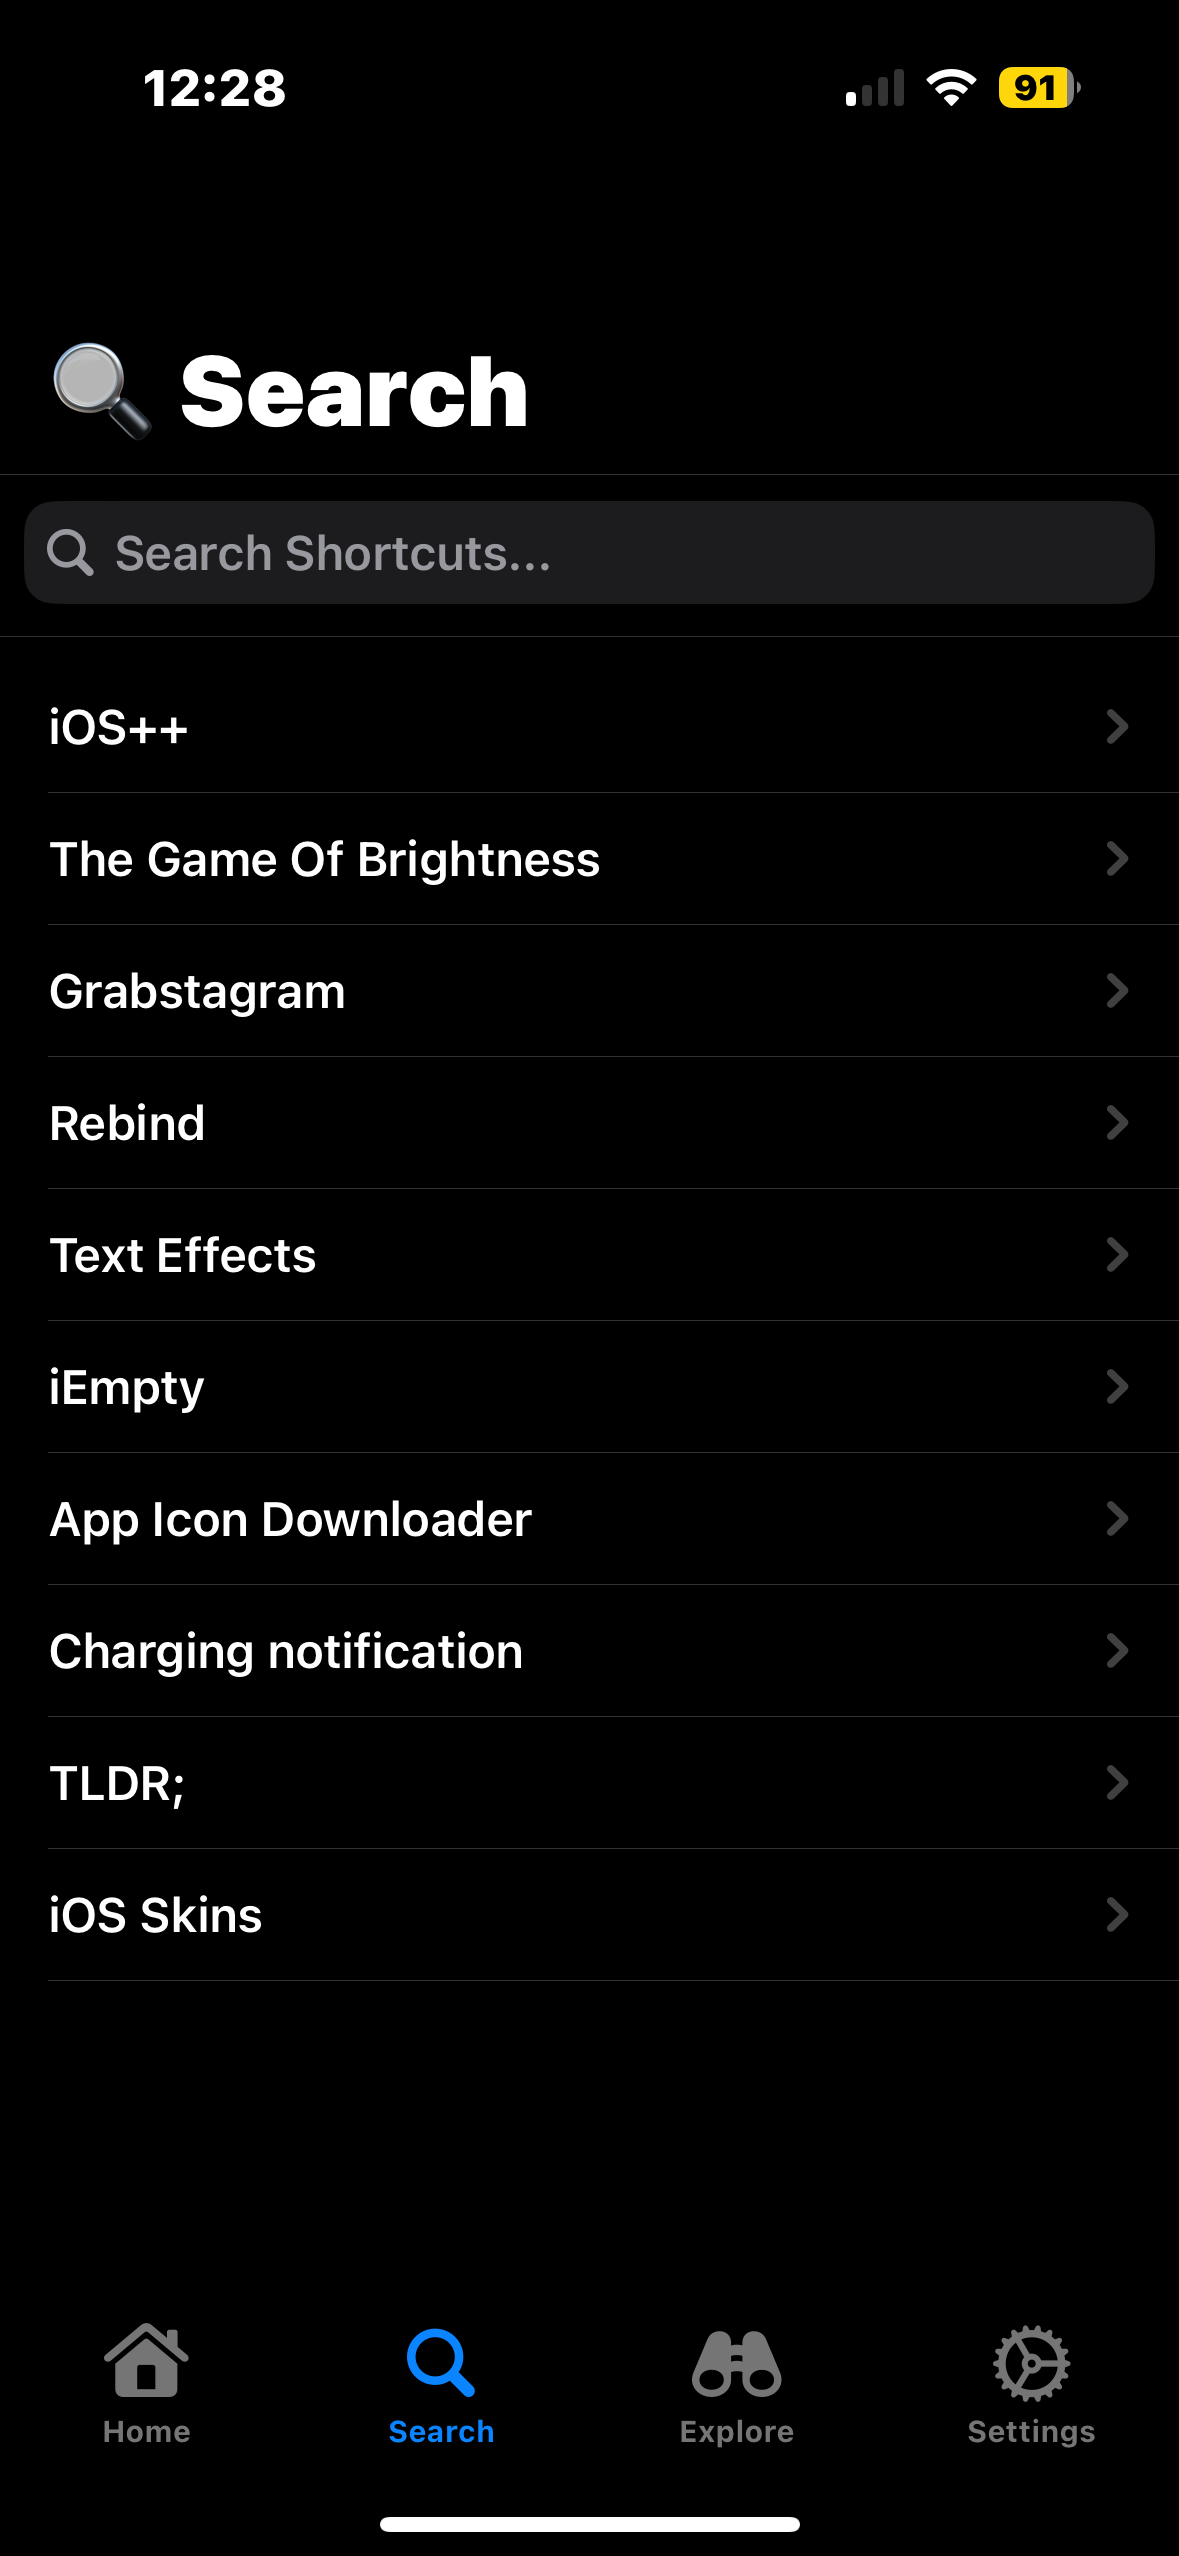 12:28
91
Search
Search Shortcuts...
iOS++
The Game Of Brightness
Grabstagram
Rebind
Text Effects
iEmpty
App Icon Downloader
Charging notification
TLDR;
iOS Skins
Home
Search
Explore
Settings